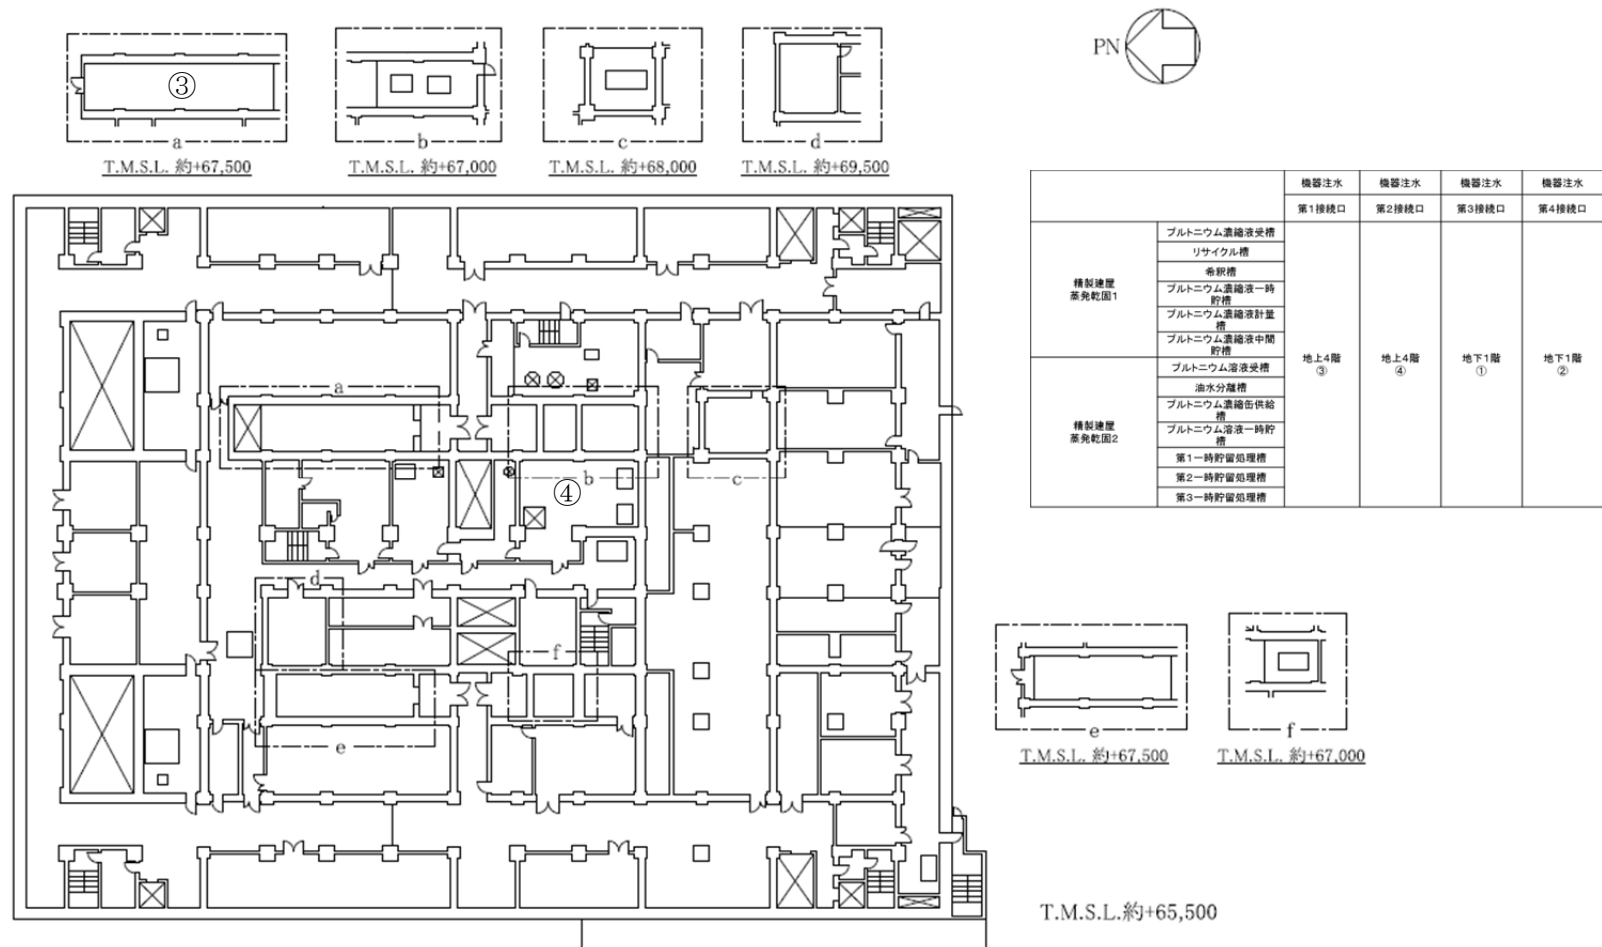 PN
③
a
T.M.S.L. 約+67,500
b
T.M.S.L. 約+67,000
c
T.M.S.L. 約+68,000
d
T.M.S.L. 約+69,500
機器注水 機器注水 機器注水 機器注水
第1接続口 第2接続口 第3接続口 第4接続口
精製建屋
蒸発乾固1
プルトニウム濃縮液受槽
リサイクル槽
希釈槽
プルトニウム濃縮液一時
貯槽
プルトニウム濃縮液計量
槽
プルトニウム濃縮液中間
貯槽
精製建屋
蒸発乾固2
プルトニウム溶液受槽
油水分離槽
プルトニウム濃縮缶供給
槽
プルトニウム溶液一時貯
槽
第1一時貯留処理槽
第2一時貯留処理槽
第3一時貯留処理槽
地上4階
③
地上4階
④
地下1階
①
地下1階
②
a
b
c
④
d
f
e
e
T.M.S.L. 約+67,500
f
T.M.S.L. 約+67,000
T.M.S.L.約+65,500